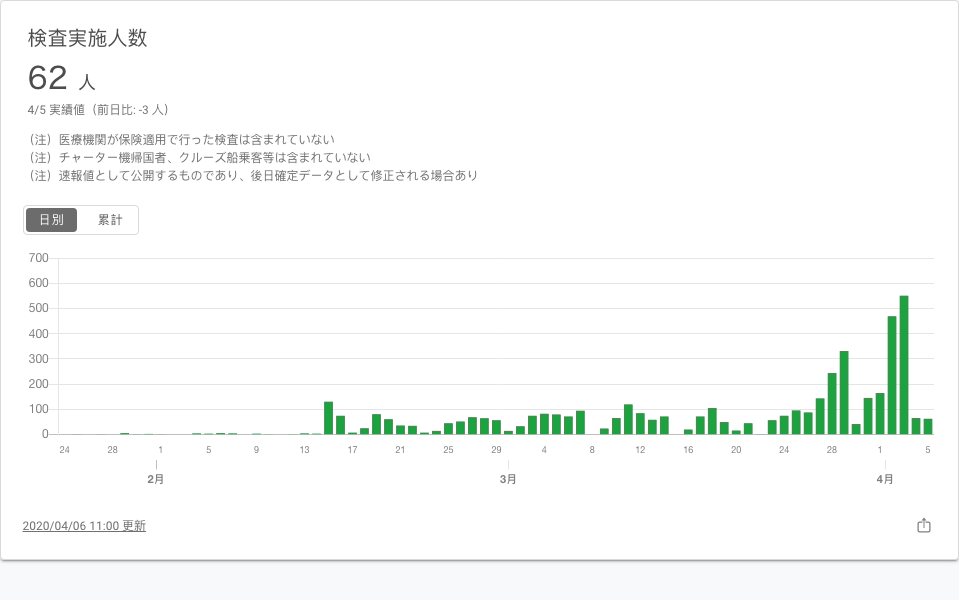 検査実施人数
62 人
4/5 実績値（前日比: -3 人）
（注）医療機関が保険適用で行った検査は含まれていない
（注）チャーター機帰国者、クルーズ船乗客等は含まれていない
（注）速報値として公開するものであり、後日確定データとして修正される場合あり
日別 累計
700
600
500
400
300
200
100
0
24 28 1 5 9 13 17 21 25 29 4 8 12 16 20 24 28 1 5
2月 3月 4月
2020/04/06 11:00 更新